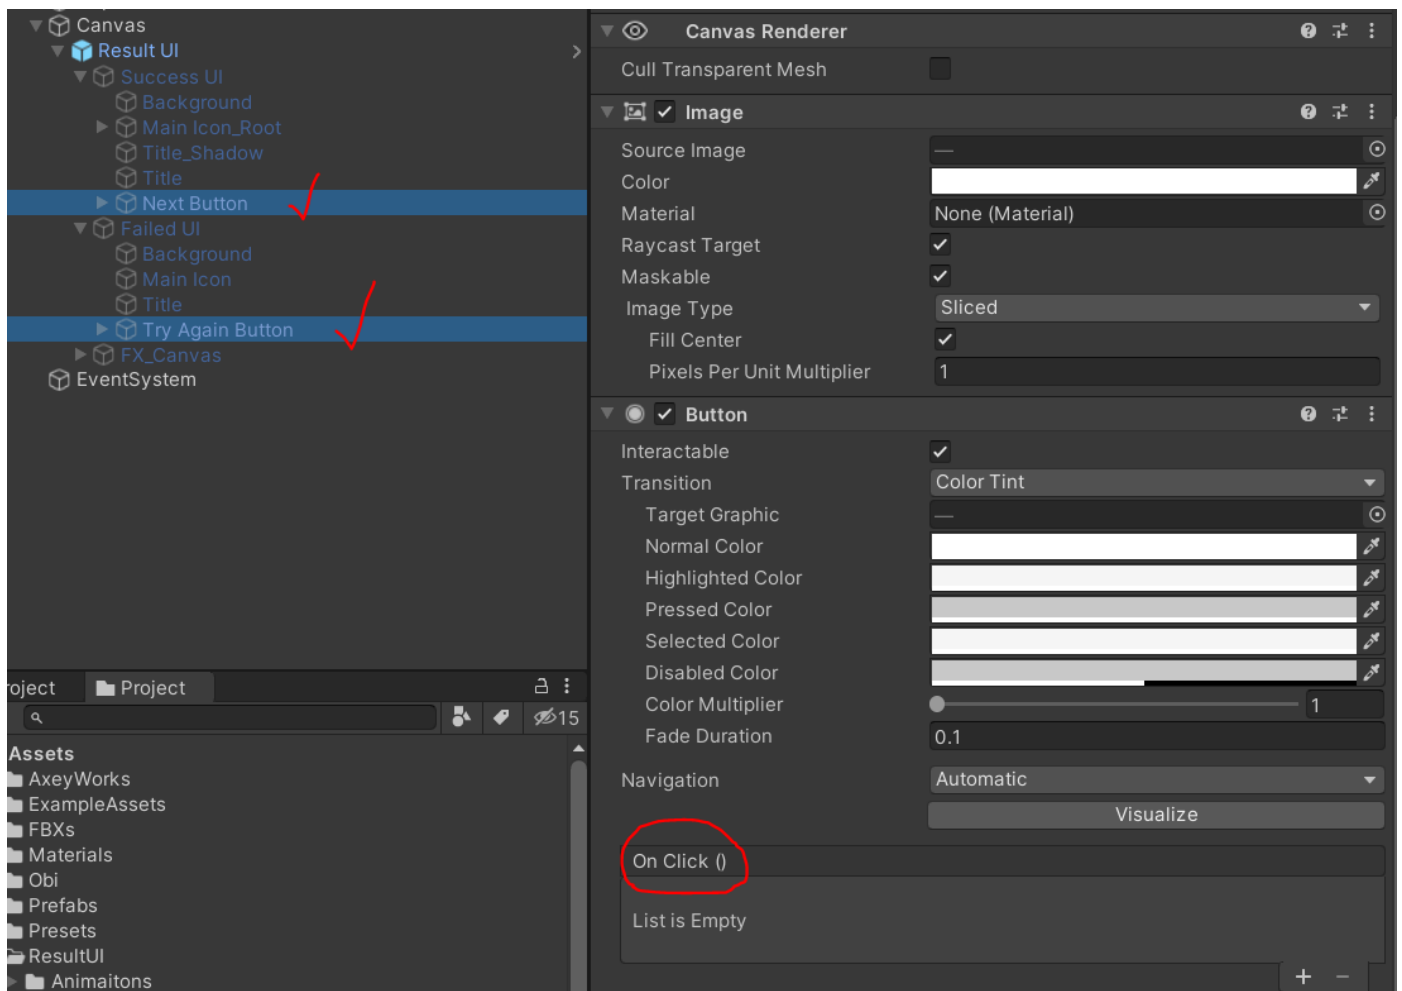 Canvas
Result UI
Success UI
Background
Main Icon_Root
Title_Shadow
Title
Next Button
Failed UI
Background
Main Icon
Title
Try Again Button
FX_Canvas
EventSystem
roject
Project
15
Assets
AxeyWorks
ExampleAssets
FBXs
Materials
Obi
Prefabs
Presets
ResultUI
Animaitons
Canvas Renderer
Cull Transparent Mesh
Image
Source Image —
Color
Material None (Material)
Raycast Target
Maskable
Image Type Sliced
Fill Center
Pixels Per Unit Multiplier 1
Button
Interactable
Transition Color Tint
Target Graphic —
Normal Color
Highlighted Color
Pressed Color
Selected Color
Disabled Color
Color Multiplier 1
Fade Duration 0.1
Navigation Automatic
Visualize
On Click ()
List is Empty